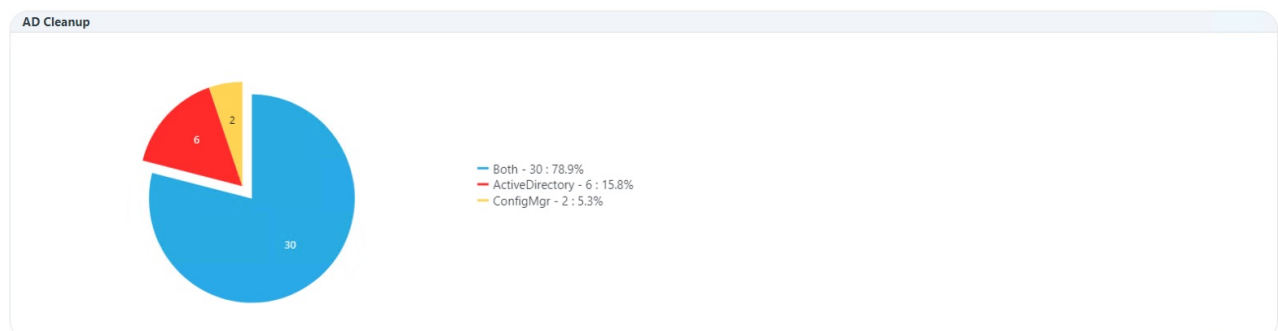 AD Cleanup
2
6
30
Both - 30 : 78.9%
ActiveDirectory - 6 : 15.8%
ConfigMgr - 2 : 5.3%